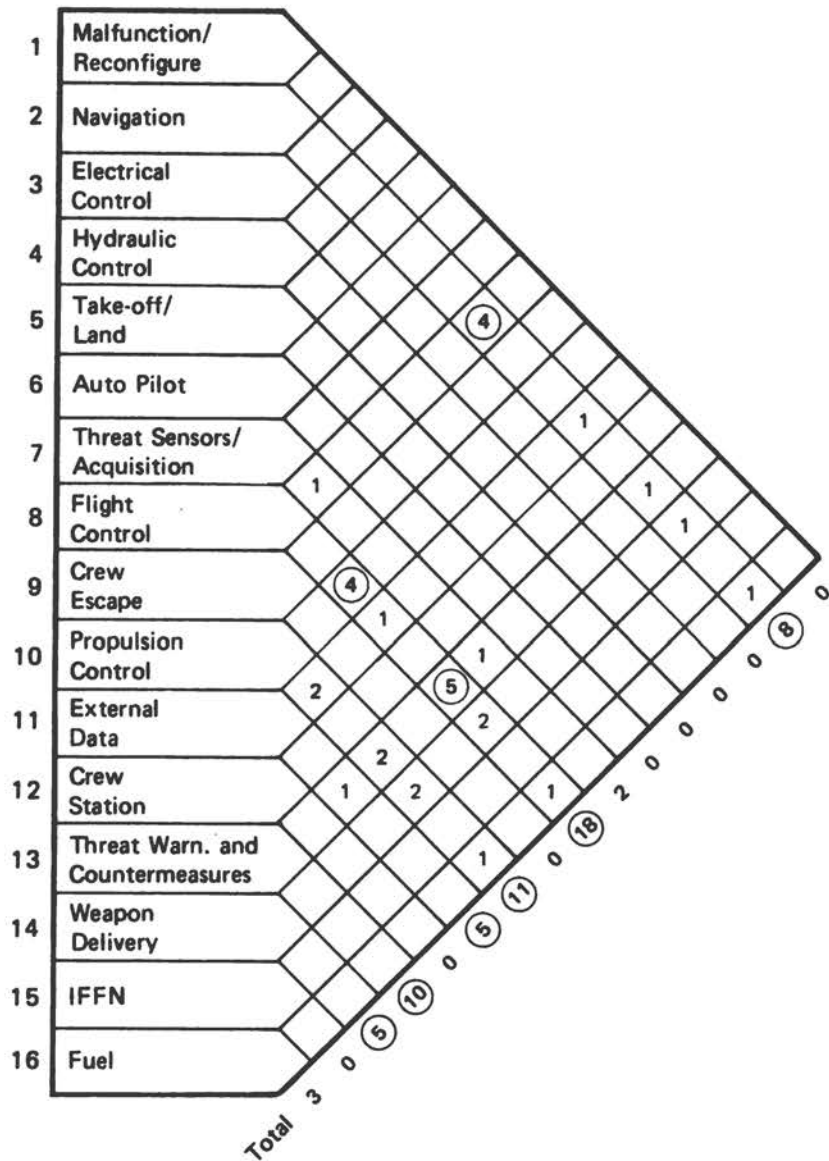 1 Malfunction/
Reconfigure
2 Navigation
3 Electrical
Control
4 Hydraulic
Control
5 Take-off/
Land
6 Auto Pilot
7 Threat Sensors/
Acquisition
8 Flight
Control
9 Crew
Escape
10 Propulsion
Control
11 External
Data
12 Crew
Station
13 Threat Warn. and
Countermeasures
14 Weapon
Delivery
15 IFFN
16 Fuel
4
1
1 1
1
4
1 1
1
2 5
2
2
1 2 1
1
Total 3 0 5 10 0 5 11 0 18 2 0 0 0 0 8 0